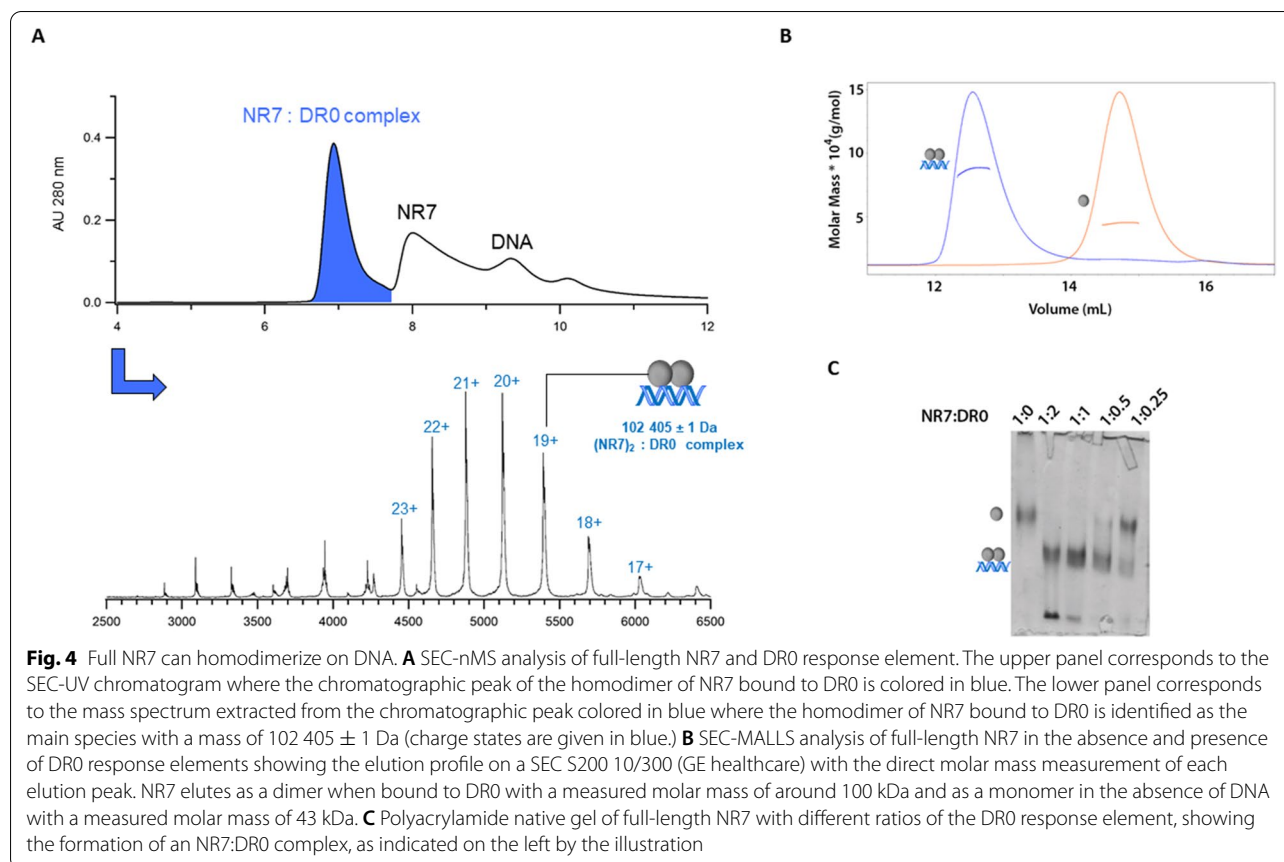 A
NR7 : DR0 complex
AU 280 nm
0.4
0.2
0.0
NR7
DNA
4 6 8 10 12
21+
20+
22+
19+
23+
18+
17+
102 405 ± 1 Da
(NR7)₂ : DR0 complex
2500 3000 3500 4000 4500 5000 5500 6000 6500
B
Molar Mass * 10⁴(g/mol)
15
10
5
12 14 16
Volume (mL)
C
NR7:DR0 1:0 1:2 1:1 1:0.5 1:0.25
Fig. 4 Full NR7 can homodimerize on DNA. A SEC-nMS analysis of full-length NR7 and DR0 response element. The upper panel corresponds to the
SEC-UV chromatogram where the chromatographic peak of the homodimer of NR7 bound to DR0 is colored in blue. The lower panel corresponds
to the mass spectrum extracted from the chromatographic peak colored in blue where the homodimer of NR7 bound to DR0 is identified as the
main species with a mass of 102 405 ± 1 Da (charge states are given in blue.) B SEC-MALLS analysis of full-length NR7 in the absence and presence
of DR0 response elements showing the elution profile on a SEC S200 10/300 (GE healthcare) with the direct molar mass measurement of each
elution peak. NR7 elutes as a dimer when bound to DR0 with a measured molar mass of around 100 kDa and as a monomer in the absence of DNA
with a measured molar mass of 43 kDa. C Polyacrylamide native gel of full-length NR7 with different ratios of the DR0 response element, showing
the formation of an NR7:DR0 complex, as indicated on the left by the illustration